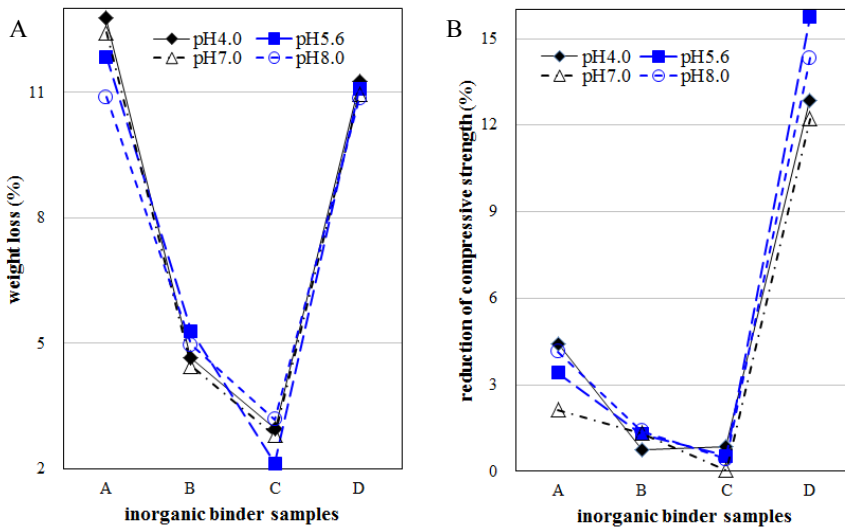 A
pH4.0
pH5.6
pH7.0
pH8.0
11
8
5
2
weight loss (%)
A
B
C
D
inorganic binder samples
B
pH4.0
pH5.6
pH7.0
pH8.0
15
12
9
6
3
0
reduction of compressive strength (%)
A
B
C
D
inorganic binder samples